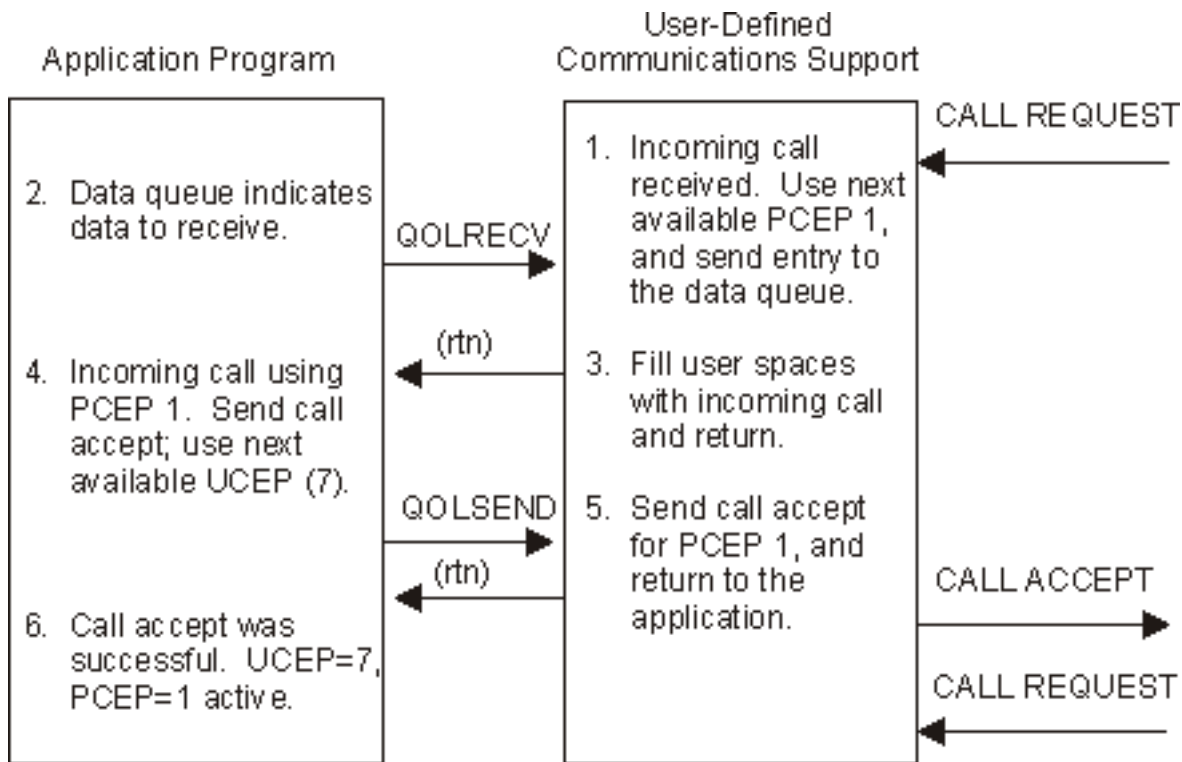 Application Program
User-Defined
Communications Support
CALL REQUEST
1. Incoming call
received. Use next
available PCEP 1,
and send entry to
the data queue.
2. Data queue indicates
data to receive.
QOLRECV
(rtn)
3. Fill user spaces
with incoming call
and return.
4. Incoming call using
PCEP 1. Send call
accept; use next
available UCEP (7).
QOLSEND
(rtn)
5. Send call accept
for PCEP 1, and
return to the
application.
CALL ACCEPT
6. Call accept was
successful. UCEP=7,
PCEP=1 active.
CALL REQUEST